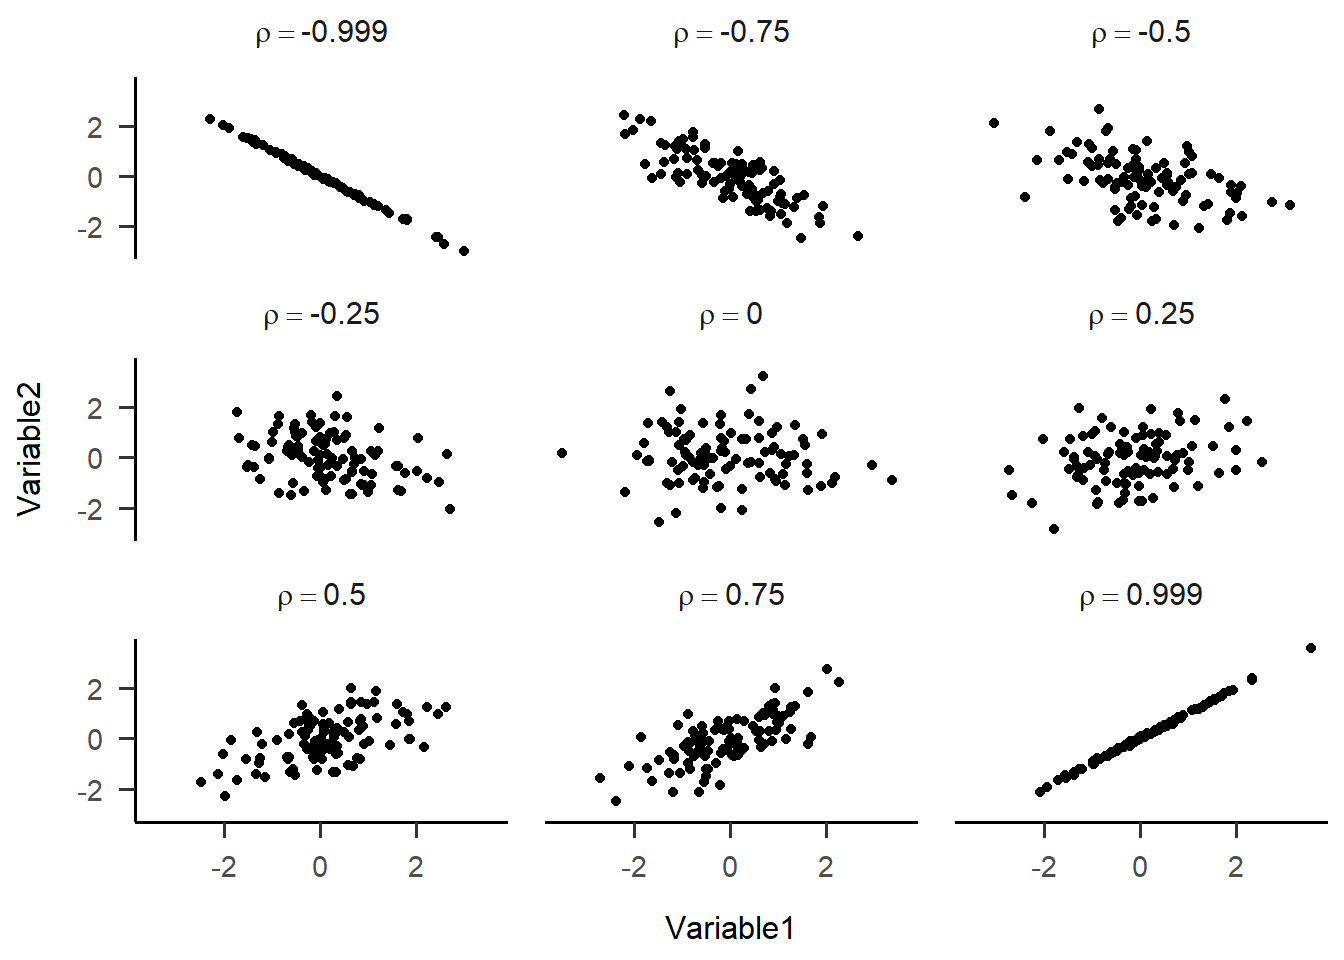 ρ = -0.999
ρ = -0.75
ρ = -0.5
2
0
-2
ρ = -0.25
ρ = 0
ρ = 0.25
Variable2
2
0
-2
ρ = 0.5
ρ = 0.75
ρ = 0.999
2
0
-2
-2 0 2
-2 0 2
-2 0 2
Variable1